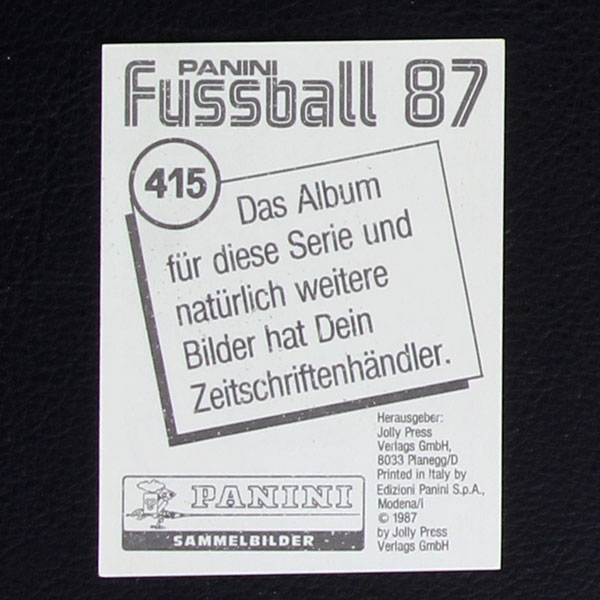 PANINI
Fussball 87
415
Das Album
für diese Serie und
natürlich weitere
Bilder hat Dein
Zeitschriftenhändler.
Herausgeber:
Jolly Press
Verlags GmbH,
8033 Planegg/D
Printed in Italy by
Edizioni Panini S.p.A.,
Modena/i
© 1987
by Jolly Press
Verlags GmbH
PANINI
SAMMELBILDER